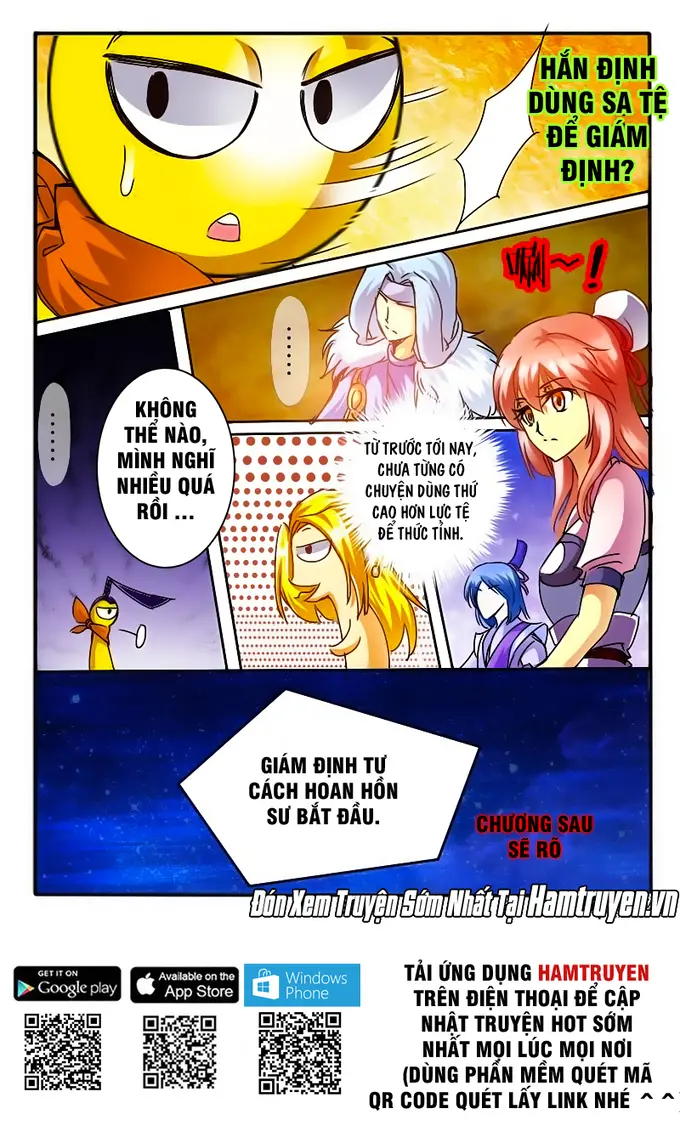 HẮN ĐỊNH
DÙNG SA TỆ
ĐỂ GIÁM
ĐỊNH?
......
......
KHÔNG
THỂ NÀO,
MÌNH NGHĨ
NHIỀU QUÁ
RỒI ...
TỪ TRƯỚC TỚI NAY,
CHƯA TỪNG CÓ
CHUYỆN DÙNG THỨ
CAO HƠN LỰC TỆ
ĐỂ THỨC TỈNH.
GIÁM ĐỊNH TƯ
CÁCH HOAN HỒN
SƯ BẮT ĐẦU.
CHƯƠNG SAU
SẼ RÕ
Đón Xem Truyện Sớm Nhất Tại Hamtruyen.vn
GET IT ON
Google play
Available on the
App Store
Windows
Phone
TẢI ỨNG DỤNG HAMTRUYEN
TRÊN ĐIỆN THOẠI ĐỂ CẬP
NHẬT TRUYỆN HOT SỚM
NHẤT MỌI LÚC MỌI NƠI
(DÙNG PHẦN MỀM QUÉT MÃ
QR CODE QUÉT LẤY LINK NHÉ ^ ^)